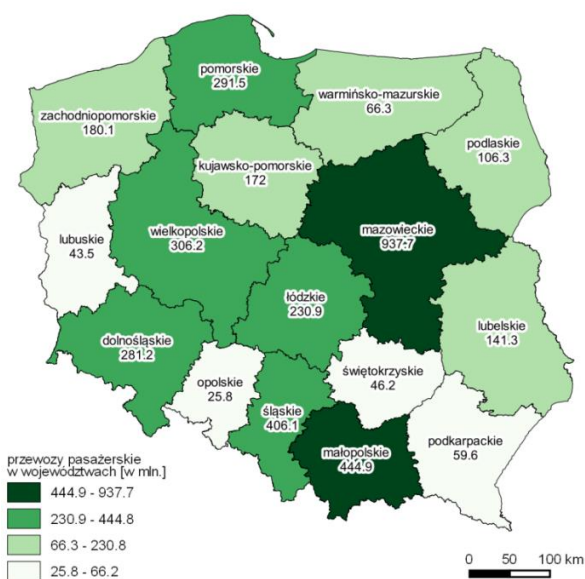 pomorskie
291.5
warmińsko-mazurskie
66.3
zachodniopomorskie
180.1
podlaskie
106.3
kujawsko-pomorskie
172
mazowieckie
937.7
wielkopolskie
306.2
lubuskie
43.5
łódzkie
230.9
lubelskie
141.3
dolnośląskie
281.2
opolskie
25.8
świętokrzyskie
46.2
śląskie
406.1
małopolskie
444.9
podkarpackie
59.6
przewozy pasażerskie
w województwach [w mln.]
444.9 - 937.7
230.9 - 444.8
66.3 - 230.8
25.8 - 66.2
0 50 100 km